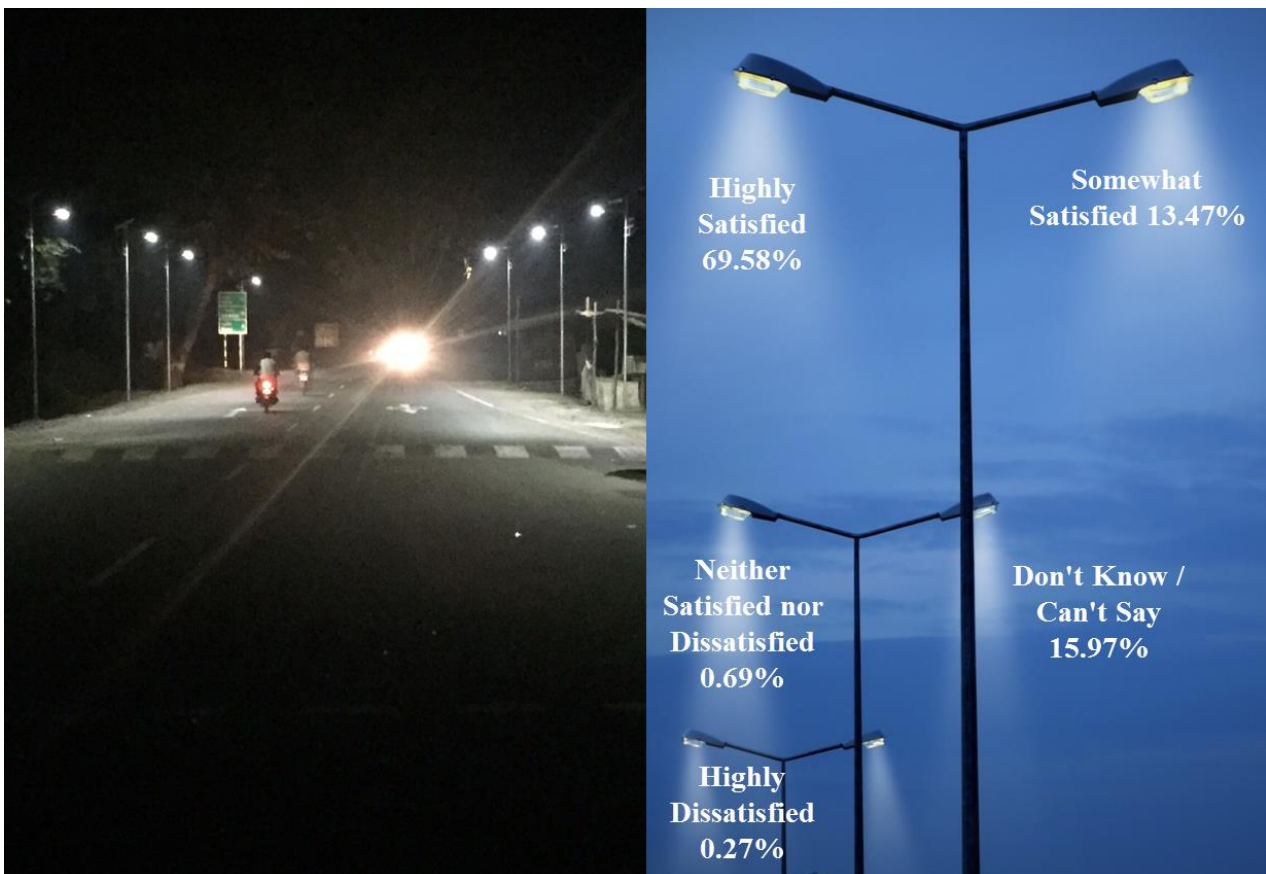 Highly
Satisfied
69.58%
Somewhat
Satisfied 13.47%
Neither
Satisfied nor
Dissatisfied
0.69%
Don't Know /
Can't Say
15.97%
Highly
Dissatisfied
0.27%